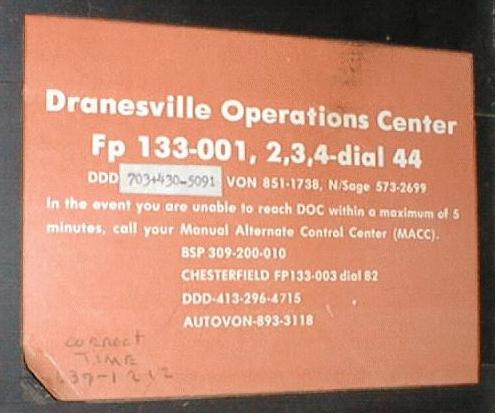 Dranesville Operations Center
Fp 133-001, 2,3,4-dial 44
DDD 703+430-5091 VON 851-1738, N/Sage 573-2699
In the event you are unable to reach DOC within a maximum of 5
minutes, call your Manual Alternate Control Center (MACC).
BSP 309-200-010
CHESTERFIELD FP133-003 dial 82
DDD-413-296-4715
AUTOVON-893-3118
correct
TIME